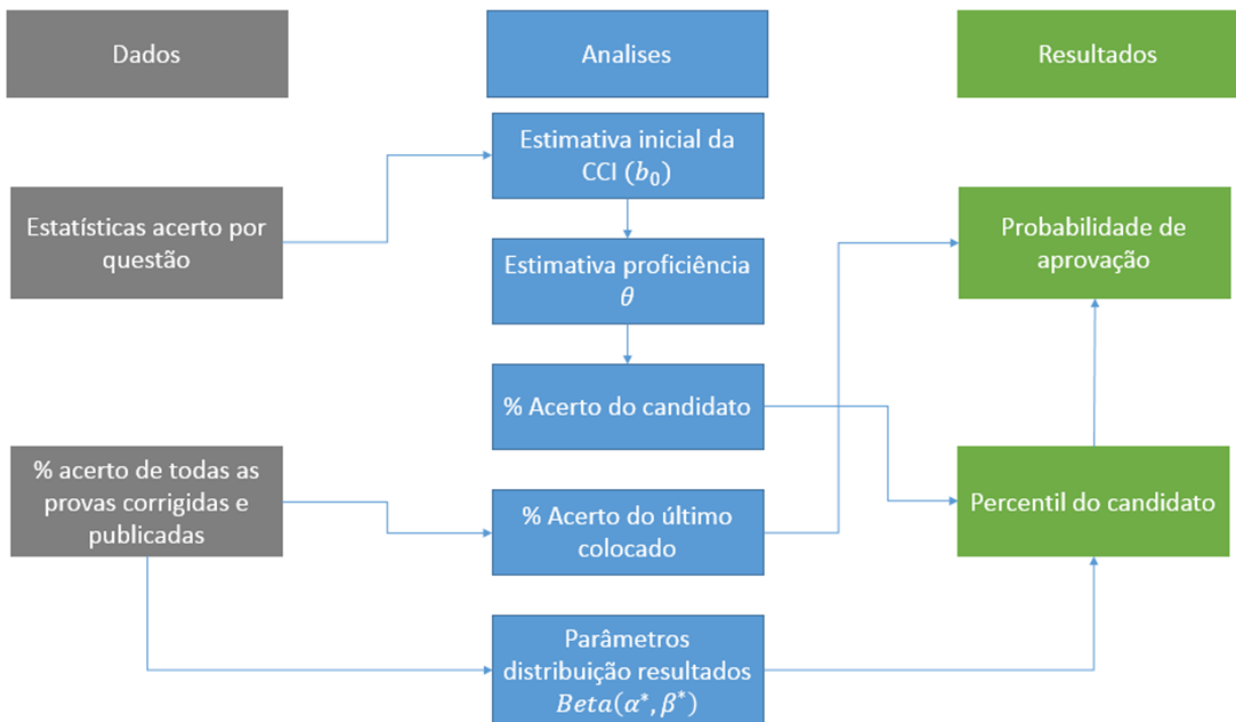 Dados
Analises
Resultados
Estimativa inicial da
CCI (b₀)
Estatísticas acerto por
questão
Probabilidade de
aprovação
Estimativa proficiência
θ
% Acerto do candidato
% acerto de todas as
provas corrigidas e
publicadas
Percentil do candidato
% Acerto do último
colocado
Parâmetros
distribuição resultados
Beta(α*, β*)